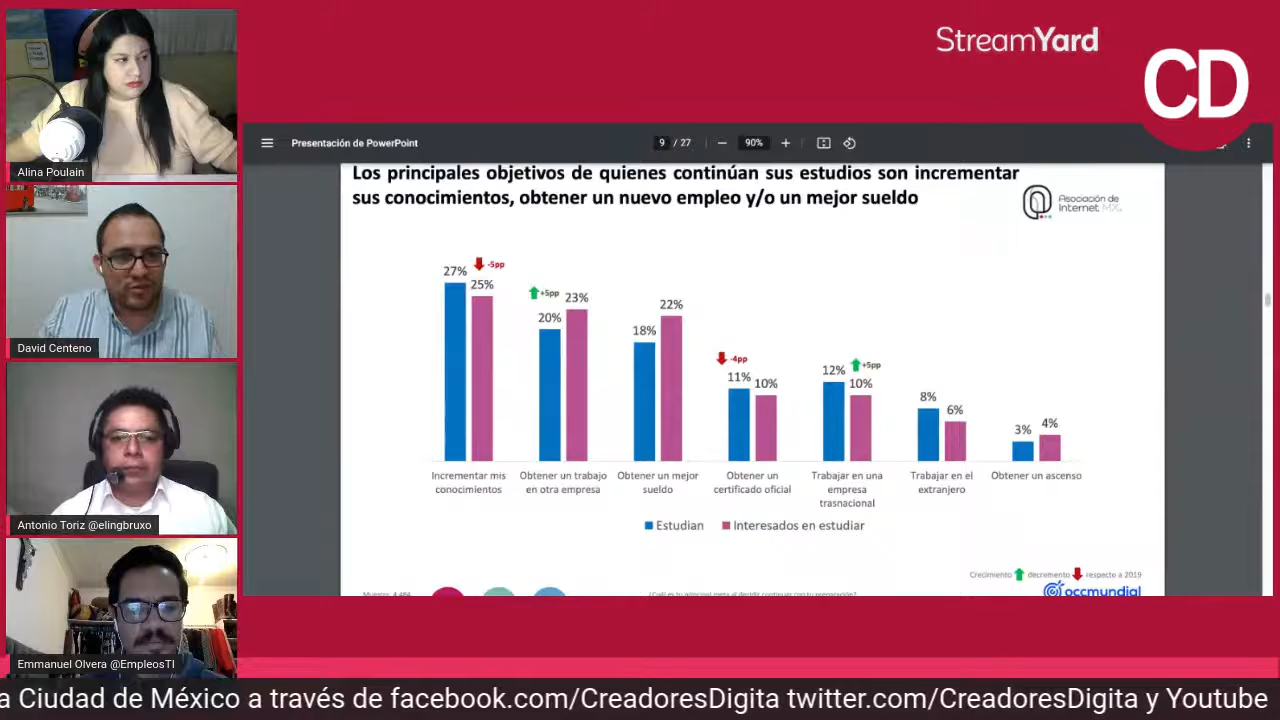 StreamYard
CD
Alina Poulain
David Centeno
Antonio Toriz @elingbruxo
Emmanuel Olvera @EmpleosTI
Presentación de PowerPoint
9 / 27
90%
Los principales objetivos de quienes continúan sus estudios son incrementar
sus conocimientos, obtener un nuevo empleo y/o un mejor sueldo
Asociación de
Internet MX.
27% 25% -5pp
20% +5pp 23%
18% 22%
11% -4pp 10%
12% 10% +5pp
8% 6%
3% 4%
Incrementar mis
conocimientos
Obtener un trabajo
en otra empresa
Obtener un mejor
sueldo
Obtener un
certificado oficial
Trabajar en una
empresa
trasnacional
Trabajar en el
extranjero
Obtener un ascenso
Estudian Interesados en estudiar
Crecimiento decremento respecto a 2019
occmundial
a Ciudad de México a través de facebook.com/CreadoresDigita twitter.com/CreadoresDigita y Youtube